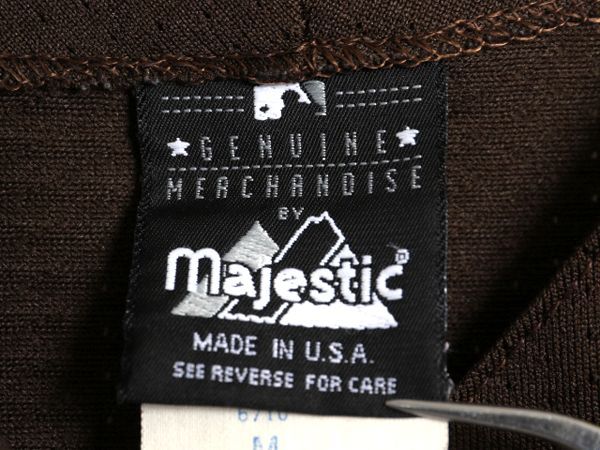 GENUINE
MERCHANDISE
BY
majestic
MADE IN U.S.A.
SEE REVERSE FOR CARE
M